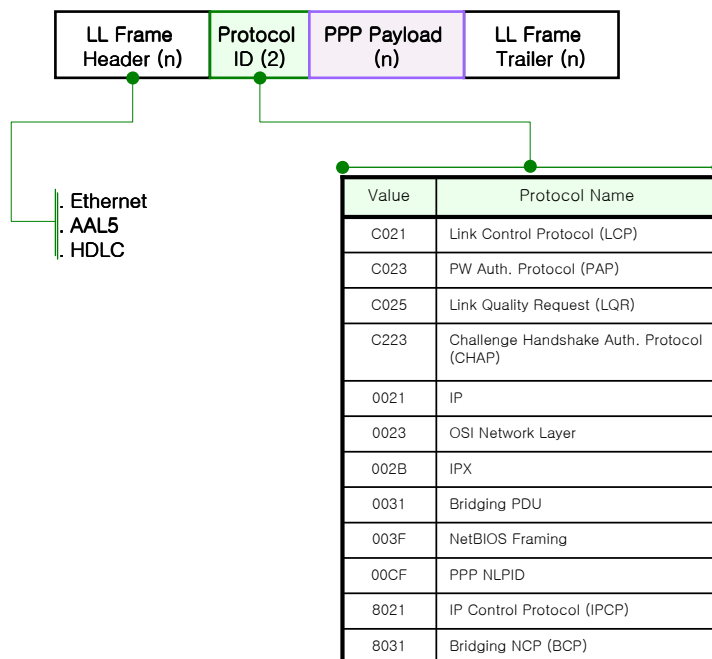 LL Frame Header (n)
Protocol ID (2)
PPP Payload (n)
LL Frame Trailer (n)
. Ethernet
. AAL5
. HDLC
Value Protocol Name
C021 Link Control Protocol (LCP)
C023 PW Auth. Protocol (PAP)
C025 Link Quality Request (LQR)
C223 Challenge Handshake Auth. Protocol
(CHAP)
0021 IP
0023 OSI Network Layer
002B IPX
0031 Bridging PDU
003F NetBIOS Framing
00CF PPP NLPID
8021 IP Control Protocol (IPCP)
8031 Bridging NCP (BCP)